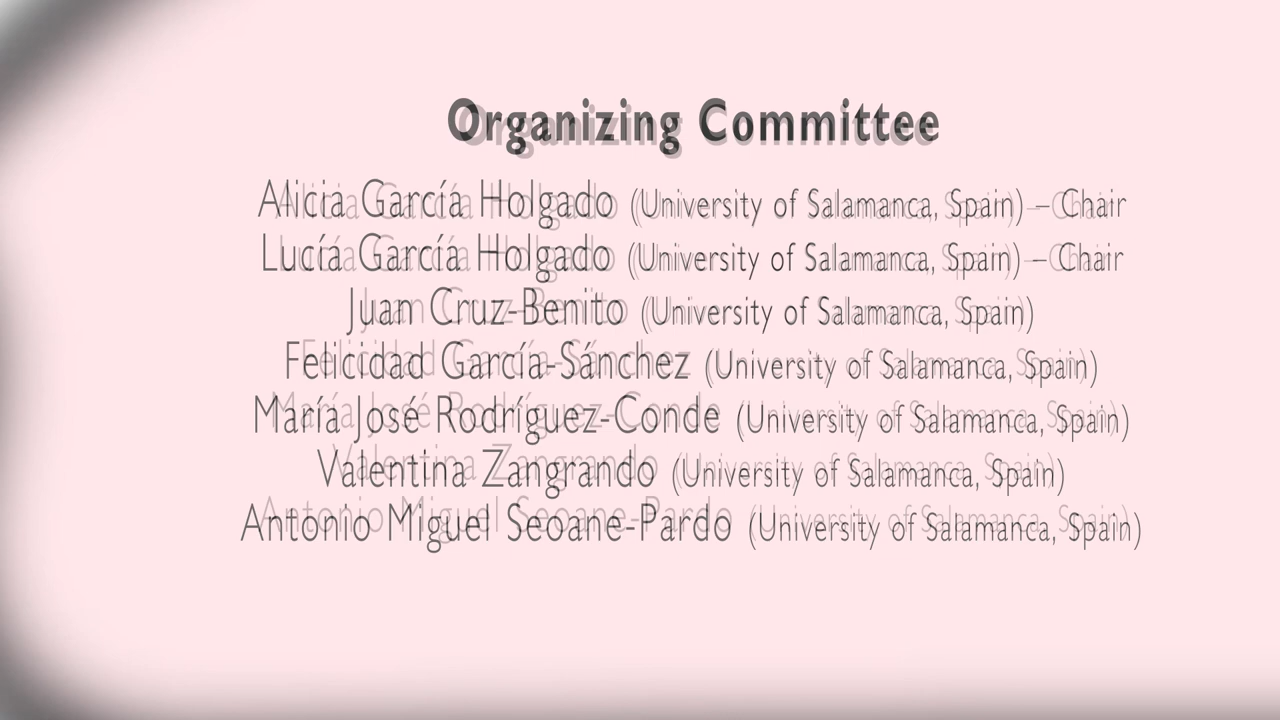 Organizing Committee
Alicia García Holgado (University of Salamanca, Spain) – Chair
Lucía García Holgado (University of Salamanca, Spain) – Chair
Juan Cruz-Benito (University of Salamanca, Spain)
Felicidad García-Sánchez (University of Salamanca, Spain)
María José Rodríguez-Conde (University of Salamanca, Spain)
Valentina Zangrando (University of Salamanca, Spain)
Antonio Miguel Seoane-Pardo (University of Salamanca, Spain)